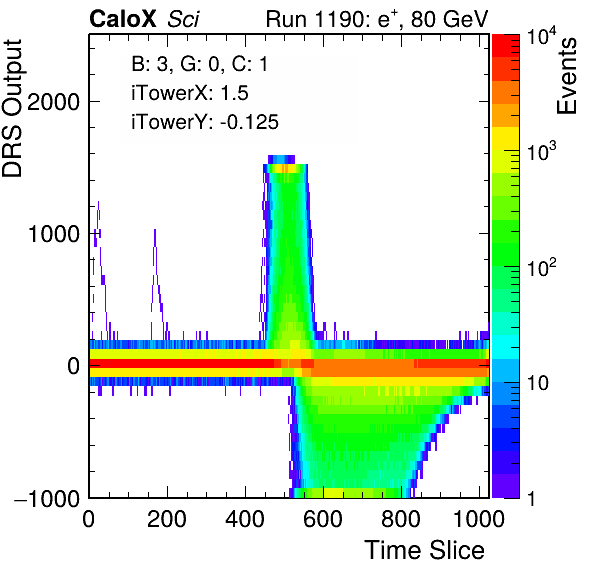 CaloX Sci Run 1190: e⁺, 80 GeV
B: 3, G: 0, C: 1
iTowerX: 1.5
iTowerY: -0.125
DRS Output
2000
1000
0
−1000
0 200 400 600 800 1000
Time Slice
Events
10⁴
10³
10²
10
1